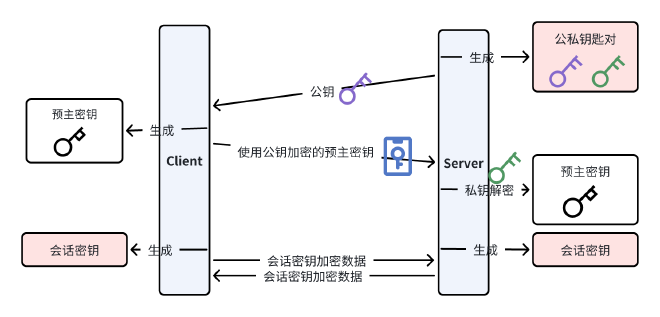 生成
公私钥匙对
公钥
预主密钥
生成
使用公钥加密的预主密钥
Client
Server
私钥解密
预主密钥
会话密钥
生成
会话密钥加密数据
会话密钥加密数据
生成
会话密钥